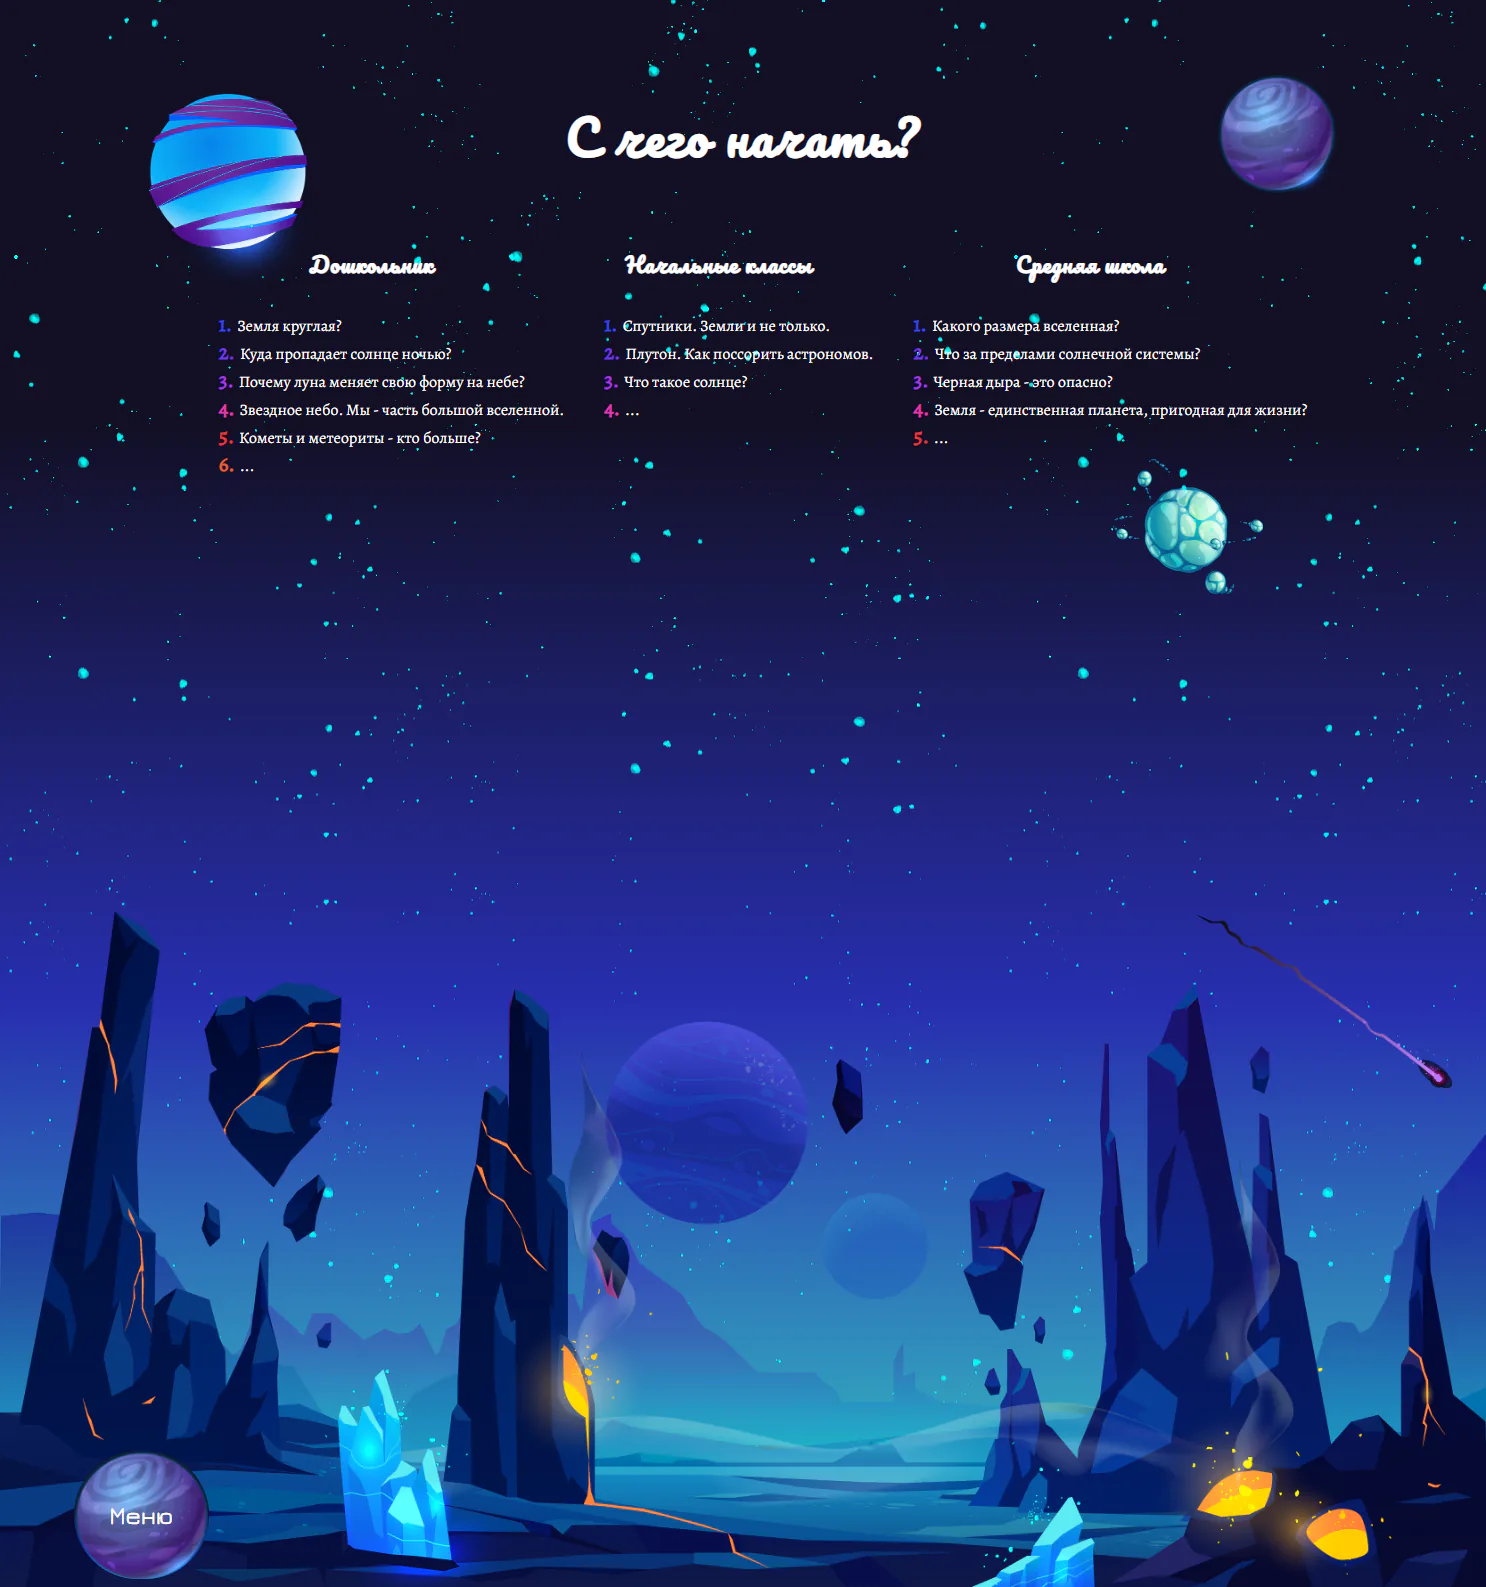 С чего начать?
Дошкольник
1. Земля круглая?
2. Куда пропадает солнце ночью?
3. Почему луна меняет свою форму на небе?
4. Звездное небо. Мы - часть большой вселенной.
5. Кометы и метеориты - кто больше?
6. ...
Начальные классы
1. Спутники. Земли и не только.
2. Плутон. Как поссорить астрономов.
3. Что такое солнце?
4. ...
Средняя школа
1. Какого размера вселенная?
2. Что за пределами солнечной системы?
3. Черная дыра - это опасно?
4. Земля - единственная планета, пригодная для жизни?
5. ...
Меню